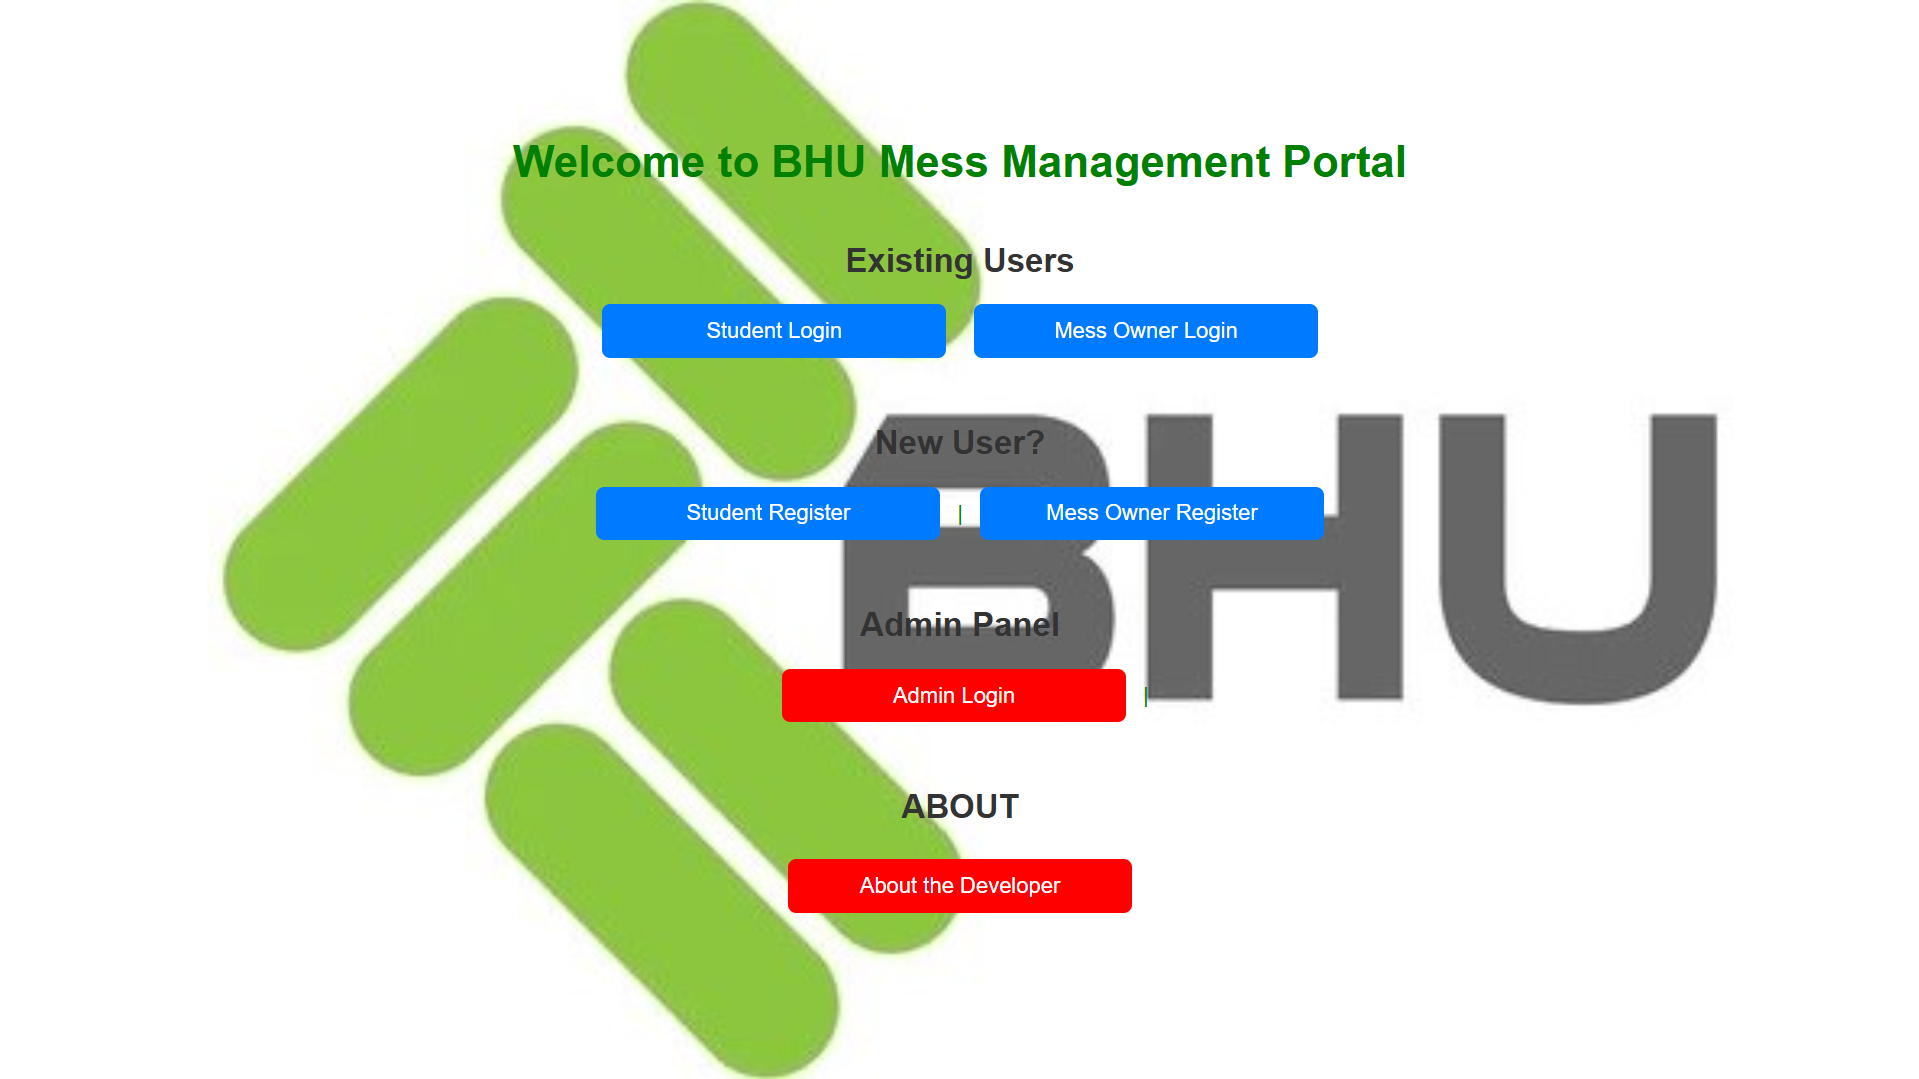 Welcome to BHU Mess Management Portal
Existing Users
Student Login Mess Owner Login
BHU
New User?
Student Register | Mess Owner Register
Admin Panel
Admin Login |
ABOUT
About the Developer